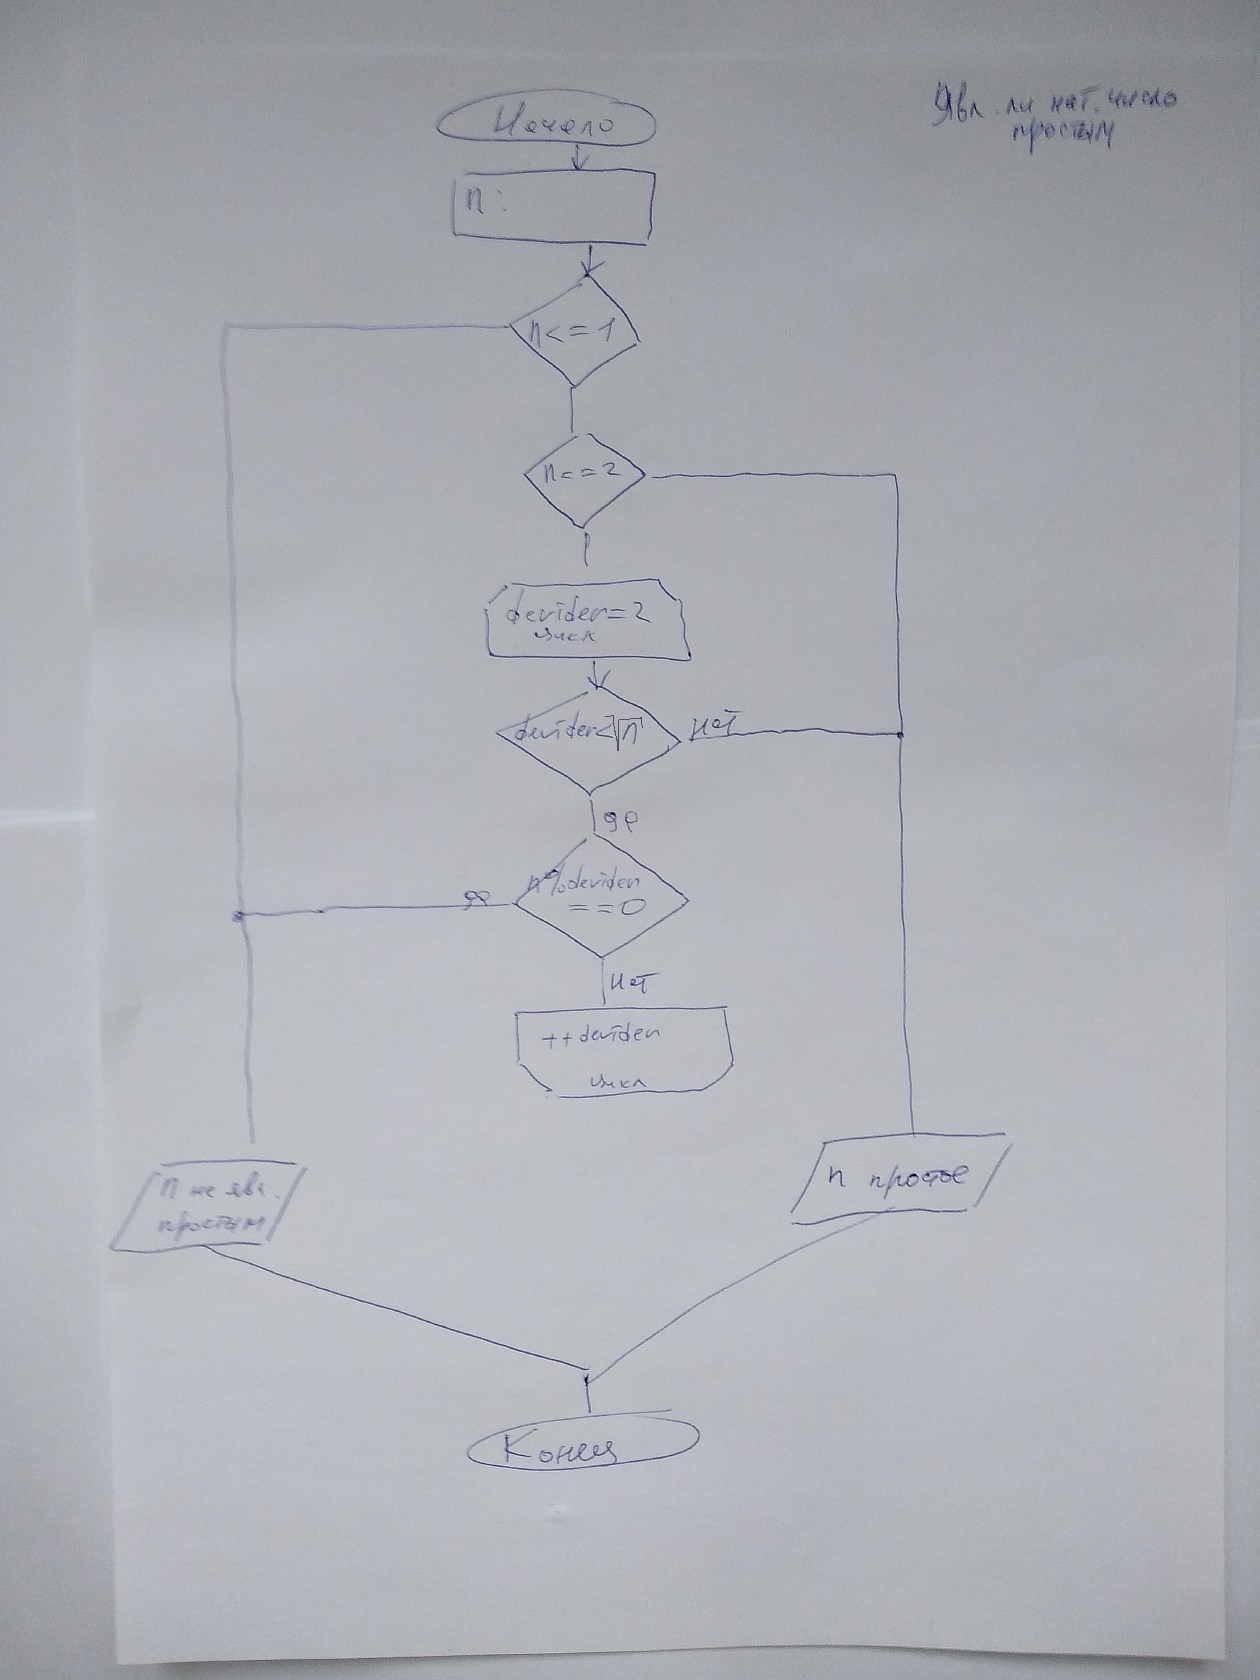 Явл. ли нат. число
простым
Начало
n :
n<=1
n<=2
devider=2
цикл
devider<√n
нет
да
n%devider
==0
да
нет
++devider
цикл
n не явл.
простым
n простое
Конец